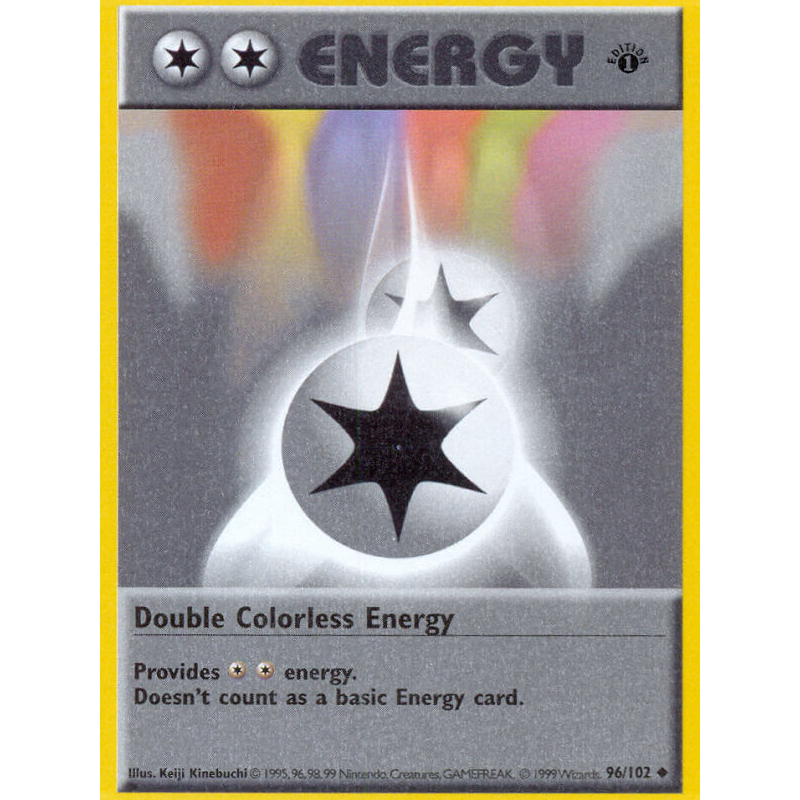 ENERGY
EDITION
1
Double Colorless Energy
Provides energy.
Doesn't count as a basic Energy card.
Illus. Keiji Kinebuchi © 1995, 96, 98, 99 Nintendo, Creatures, GAMEFREAK. © 1999 Wizards. 96/102 ◆